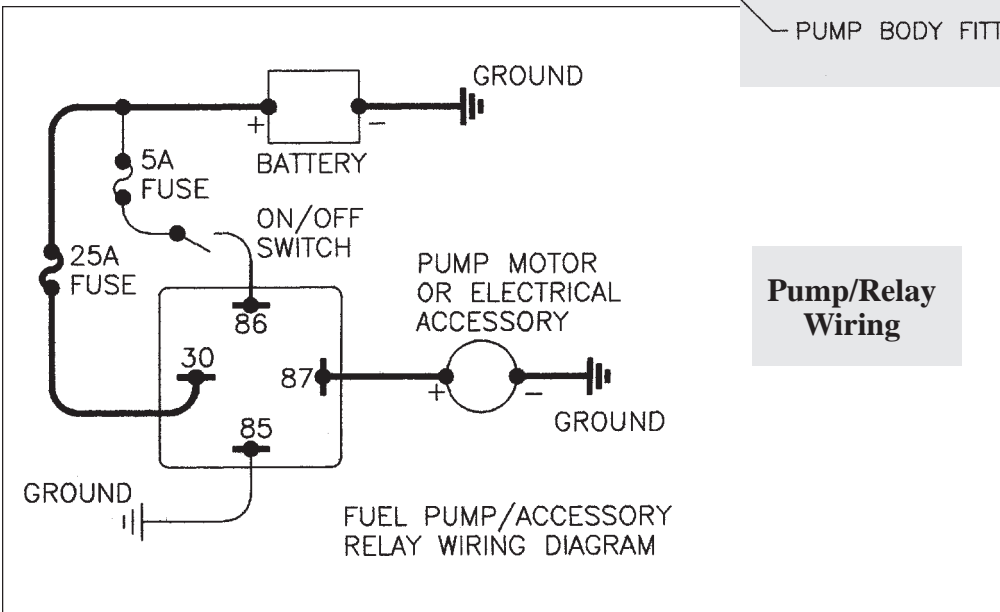 PUMP BODY FITT
GROUND
+
−
BATTERY
5A
FUSE
ON/OFF
SWITCH
25A
FUSE
PUMP MOTOR
OR ELECTRICAL
ACCESSORY
Pump/Relay
Wiring
86
30
87
+
−
GROUND
85
GROUND
FUEL PUMP/ACCESSORY
RELAY WIRING DIAGRAM